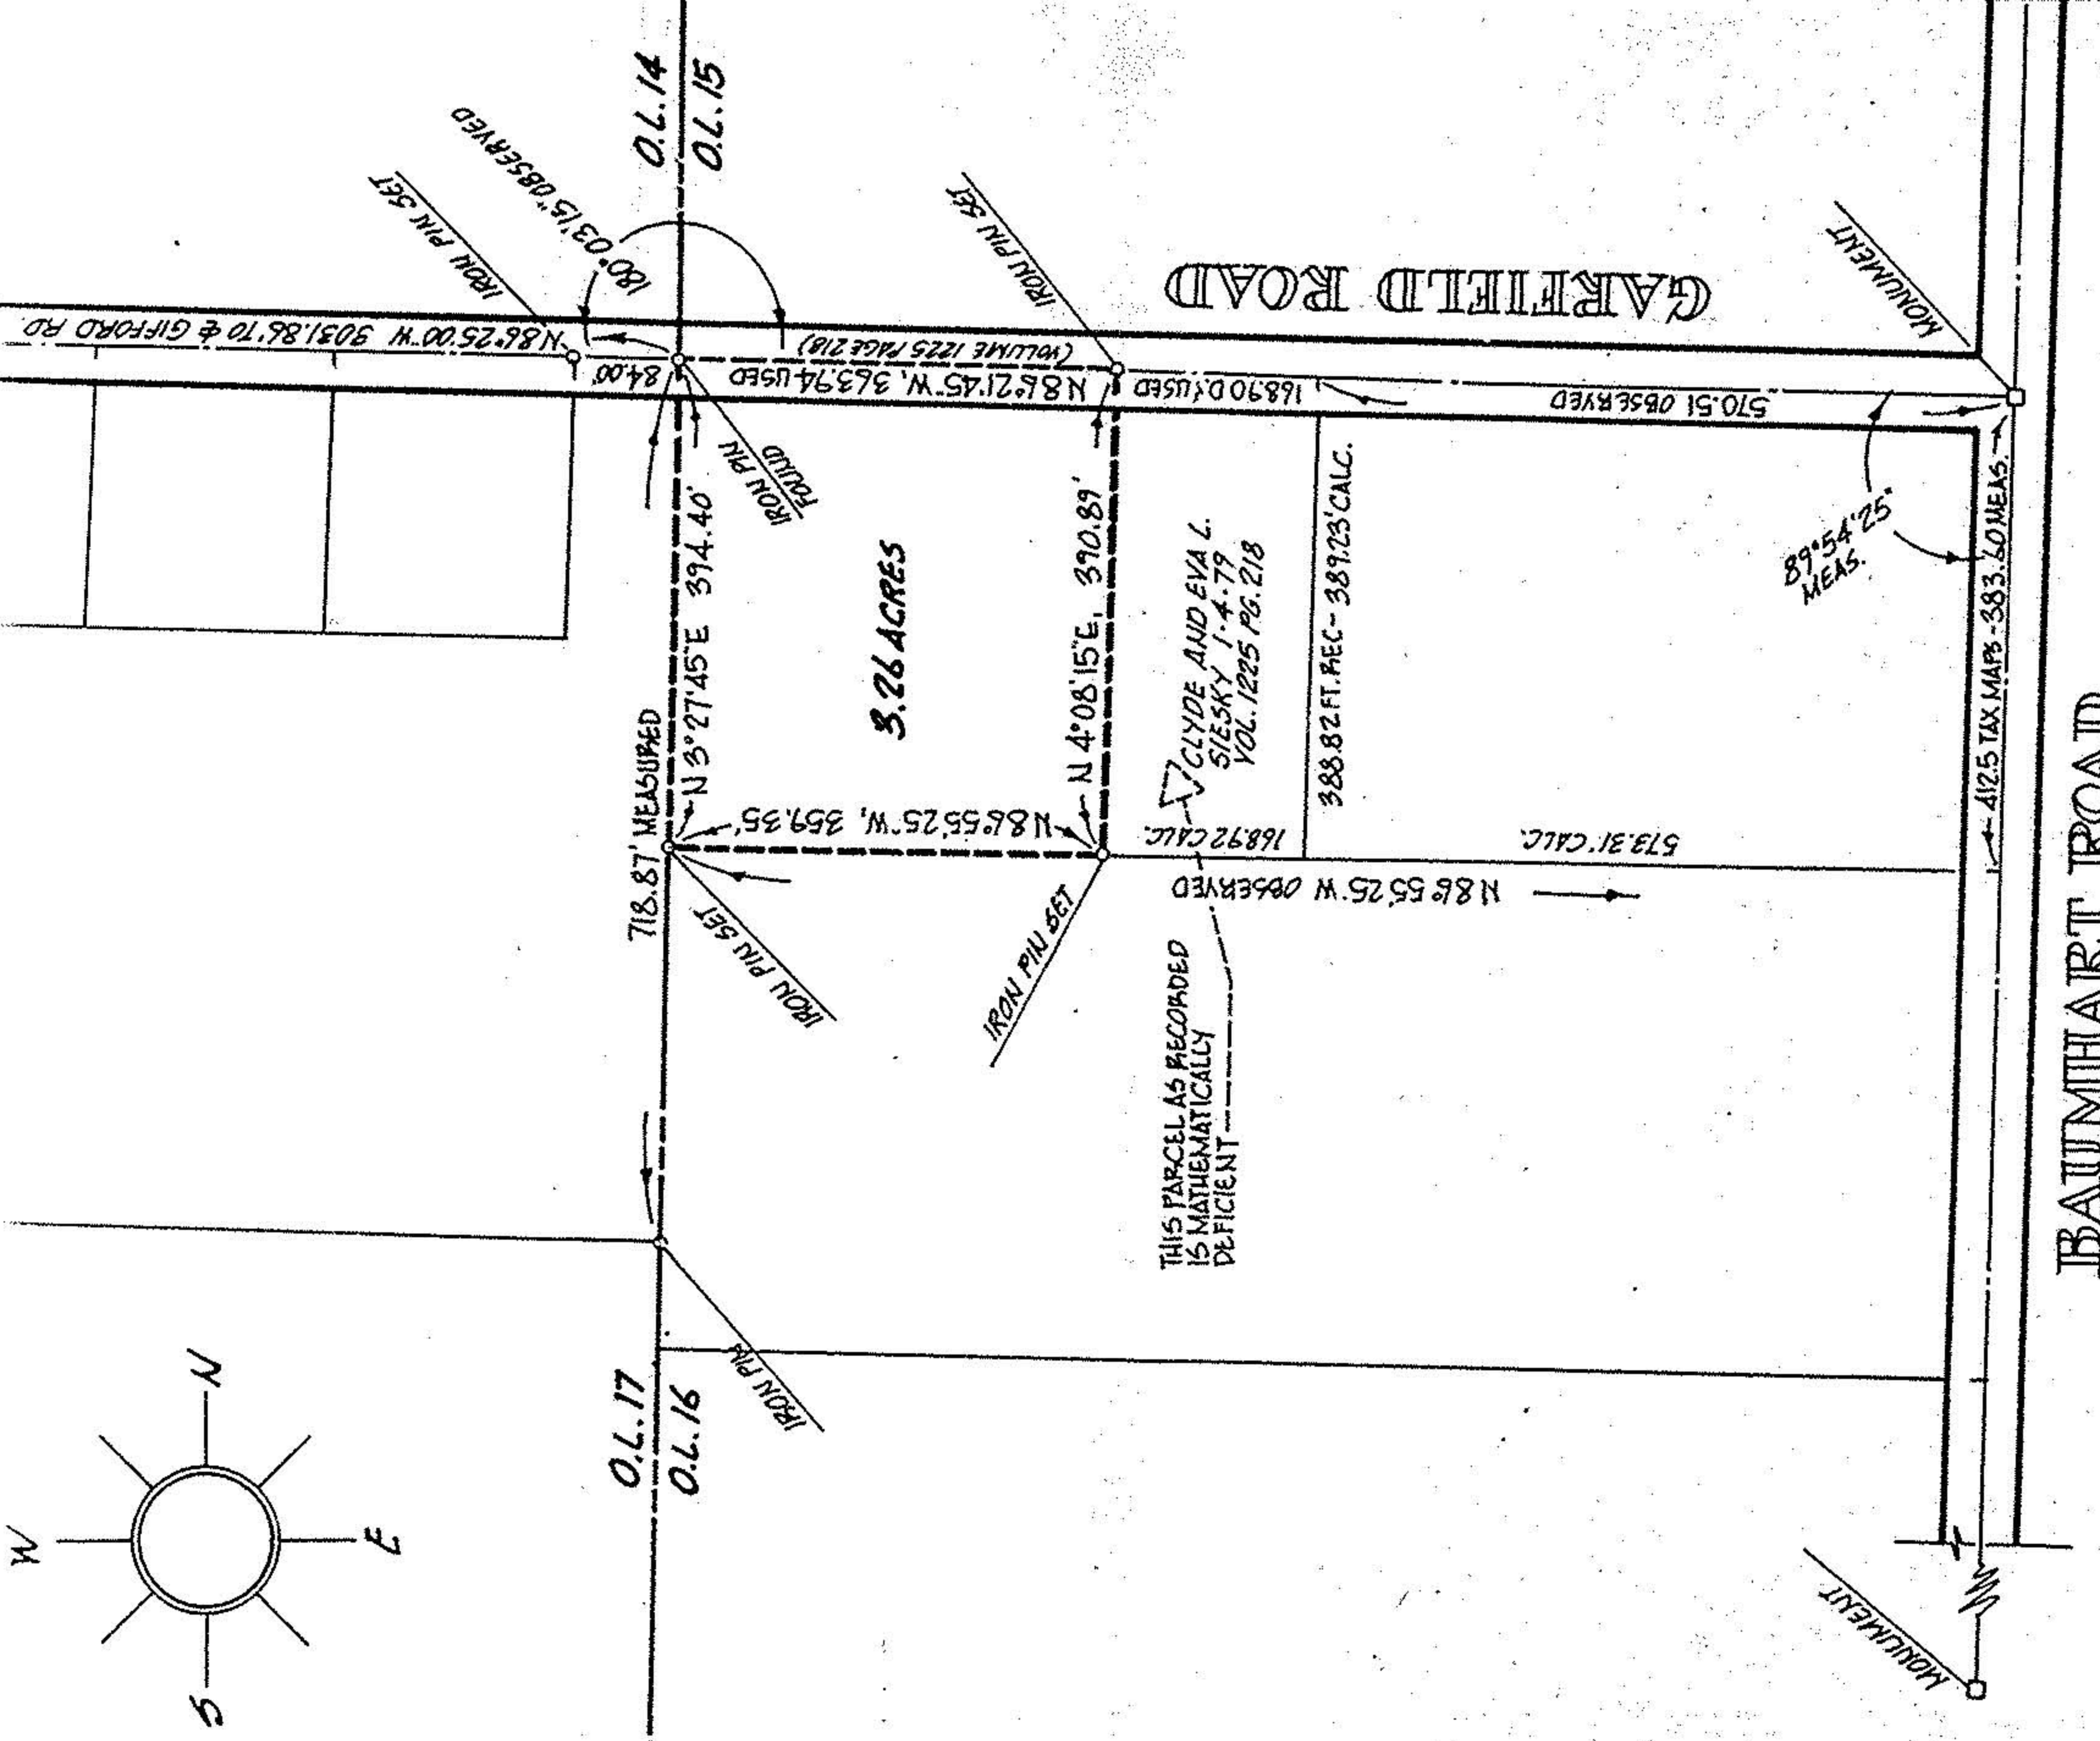 N
W
E
S
O.L. 14
O.L. 15
O.L. 17
O.L. 16
180° 03' 15" OBSERVED
IRON PIN SET
N 86° 25' 00" W 3031.86' TO ℄ GIFFORD RD.
84.00'
N 86° 21' 45" W, 363.94 USED
(VOLUME 1225 PAGE 218)
168.90 D. & USED
570.51 OBSERVED
GARFIELD ROAD
IRON PIN SET
MONUMENT
IRON PIN
FOUND
718.87' MEASURED
N 3° 27' 45" E 394.40'
3.26 ACRES
N 4° 08' 15" E, 390.89'
N 86° 55' 25" W, 359.35'
CLYDE AND EVA L.
SIESKY 1-4-79
VOL. 1225 PG. 218
388.82 FT. REC - 389.23' CALC.
168.92 CALC.
573.31' CALC.
N 86° 55' 25" W OBSERVED
89° 54' 25"
MEAS.
412.5 TAX MAPS - 383.60 MEAS.
IRON PIN SET
IRON PIN SET
THIS PARCEL AS RECORDED
IS MATHEMATICALLY
DEFICIENT
IRON PIN
MONUMENT
BAUMHART ROAD